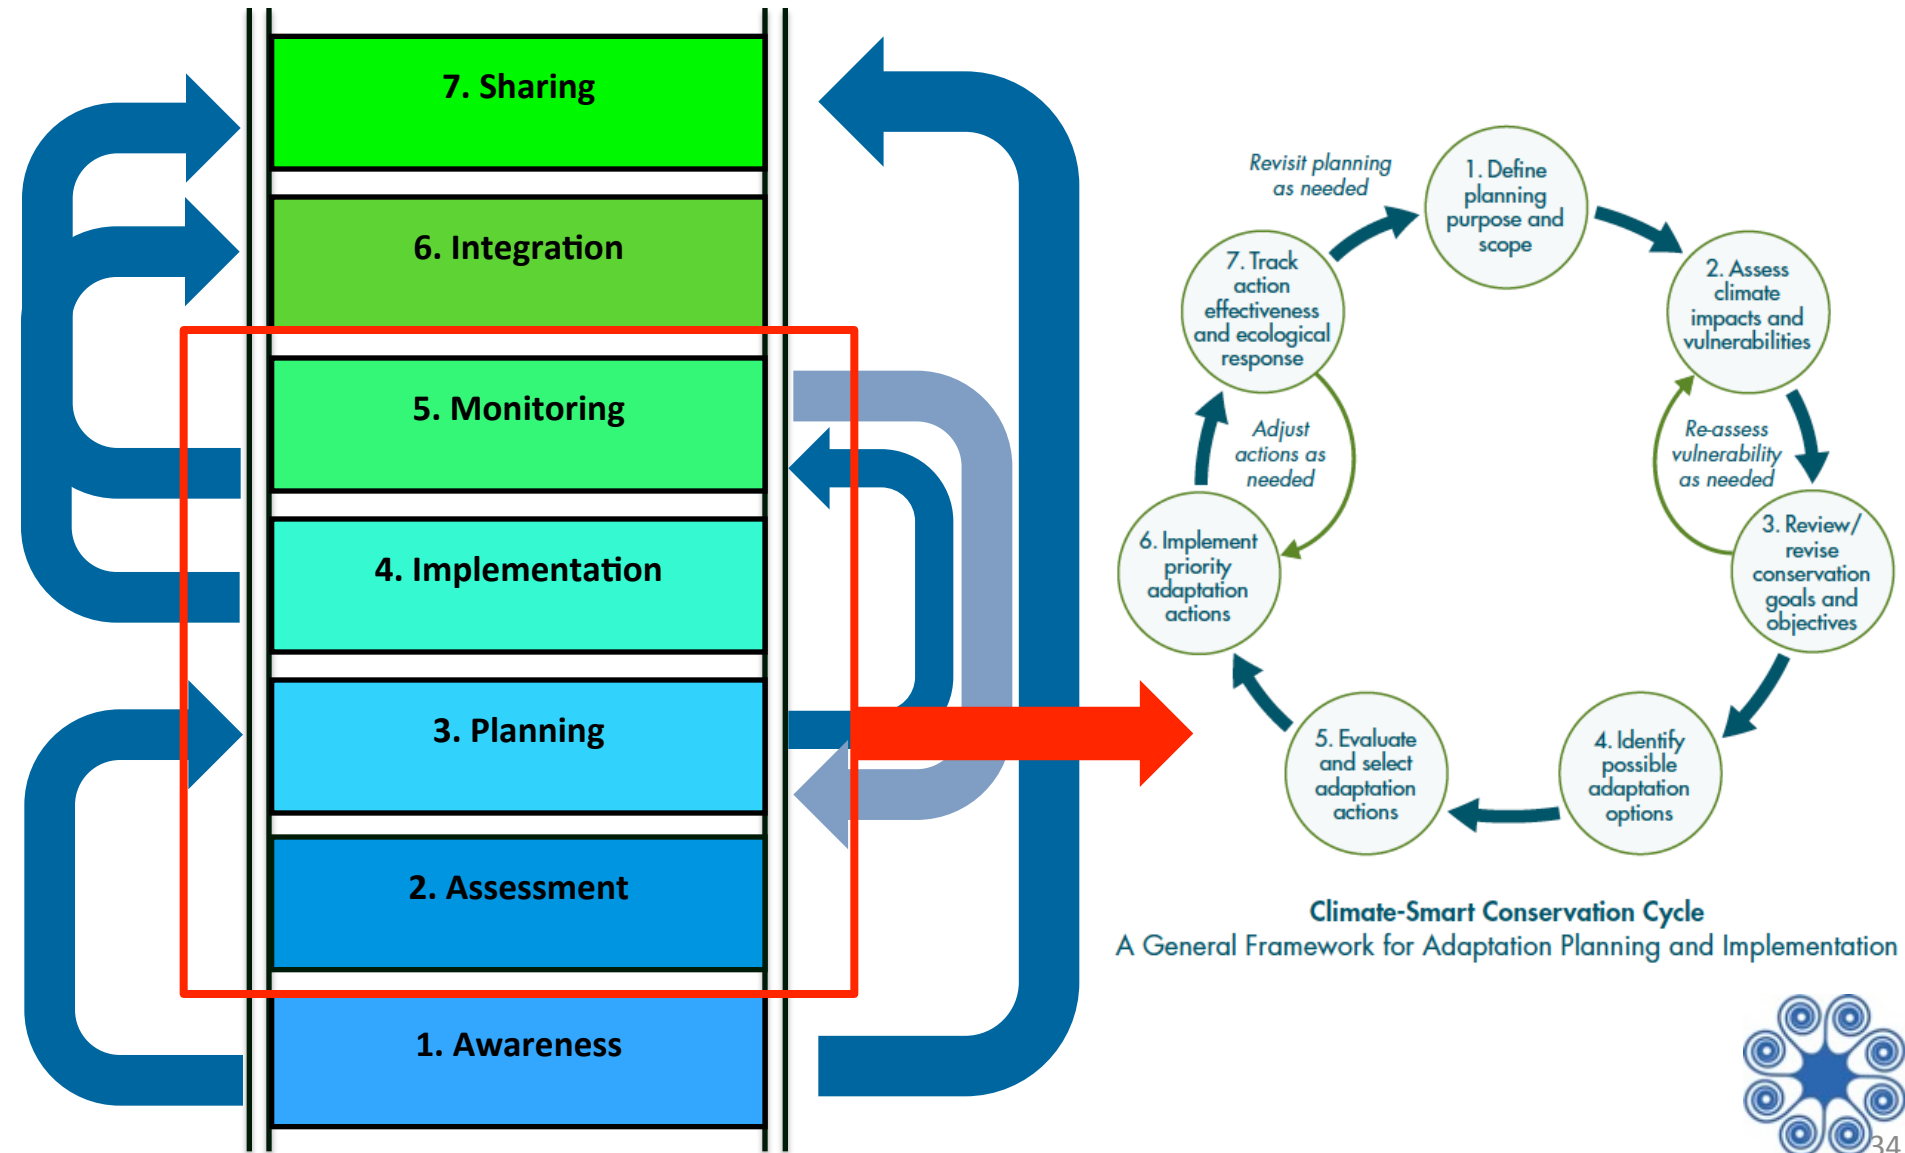 7. Sharing
6. Integration
5. Monitoring
4. Implementation
3. Planning
2. Assessment
1. Awareness
Revisit planning
as needed
1. Define
planning
purpose and
scope
2. Assess
climate
impacts and
vulnerabilities
Re-assess
vulnerability
as needed
3. Review/
revise
conservation
goals and
objectives
4. Identify
possible
adaptation
options
5. Evaluate
and select
adaptation
actions
6. Implement
priority
adaptation
actions
7. Track
action
effectiveness
and ecological
response
Adjust
actions as
needed
Climate-Smart Conservation Cycle
A General Framework for Adaptation Planning and Implementation
34